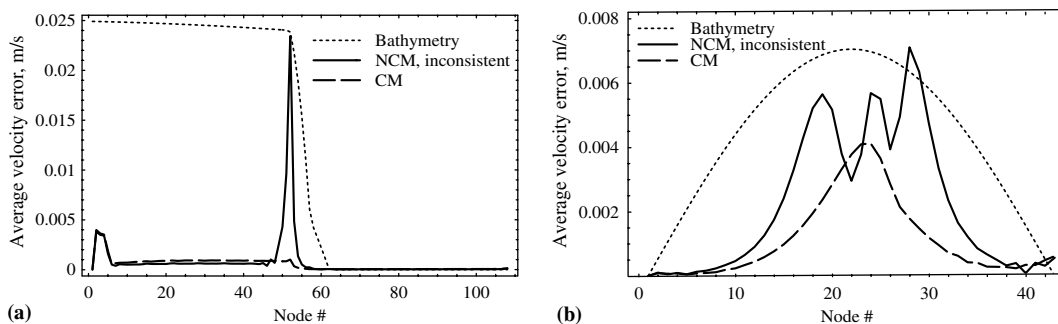 0.025
0.02
0.015
0.01
0.005
0
Average velocity error, m/s
Bathymetry
NCM, inconsistent
CM
0 20 40 60 80 100
Node #
(a)
0.008
0.006
0.004
0.002
Average velocity error, m/s
Bathymetry
NCM, inconsistent
CM
0 10 20 30 40
Node #
(b)